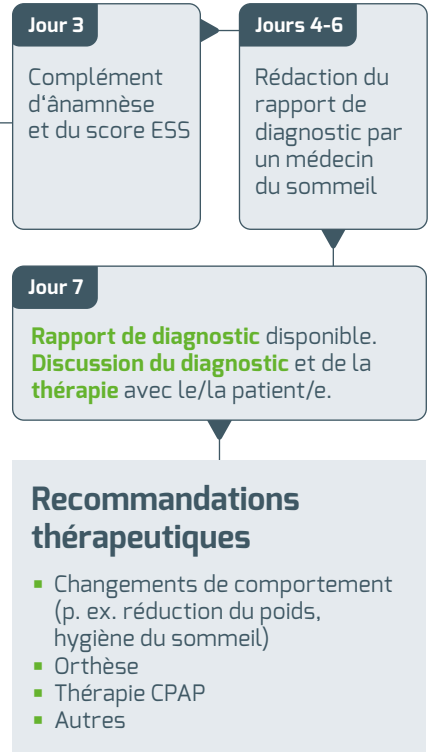 Jour 3
Complément
d‘ânamnèse
et du score ESS
Jours 4-6
Rédaction du
rapport de
diagnostic par
un médecin
du sommeil
Jour 7
Rapport de diagnostic disponible.
Discussion du diagnostic et de la
thérapie avec le/la patient/e.
Recommandations
thérapeutiques
▪ Changements de comportement
(p. ex. réduction du poids,
hygiène du sommeil)
▪ Orthèse
▪ Thérapie CPAP
▪ Autres